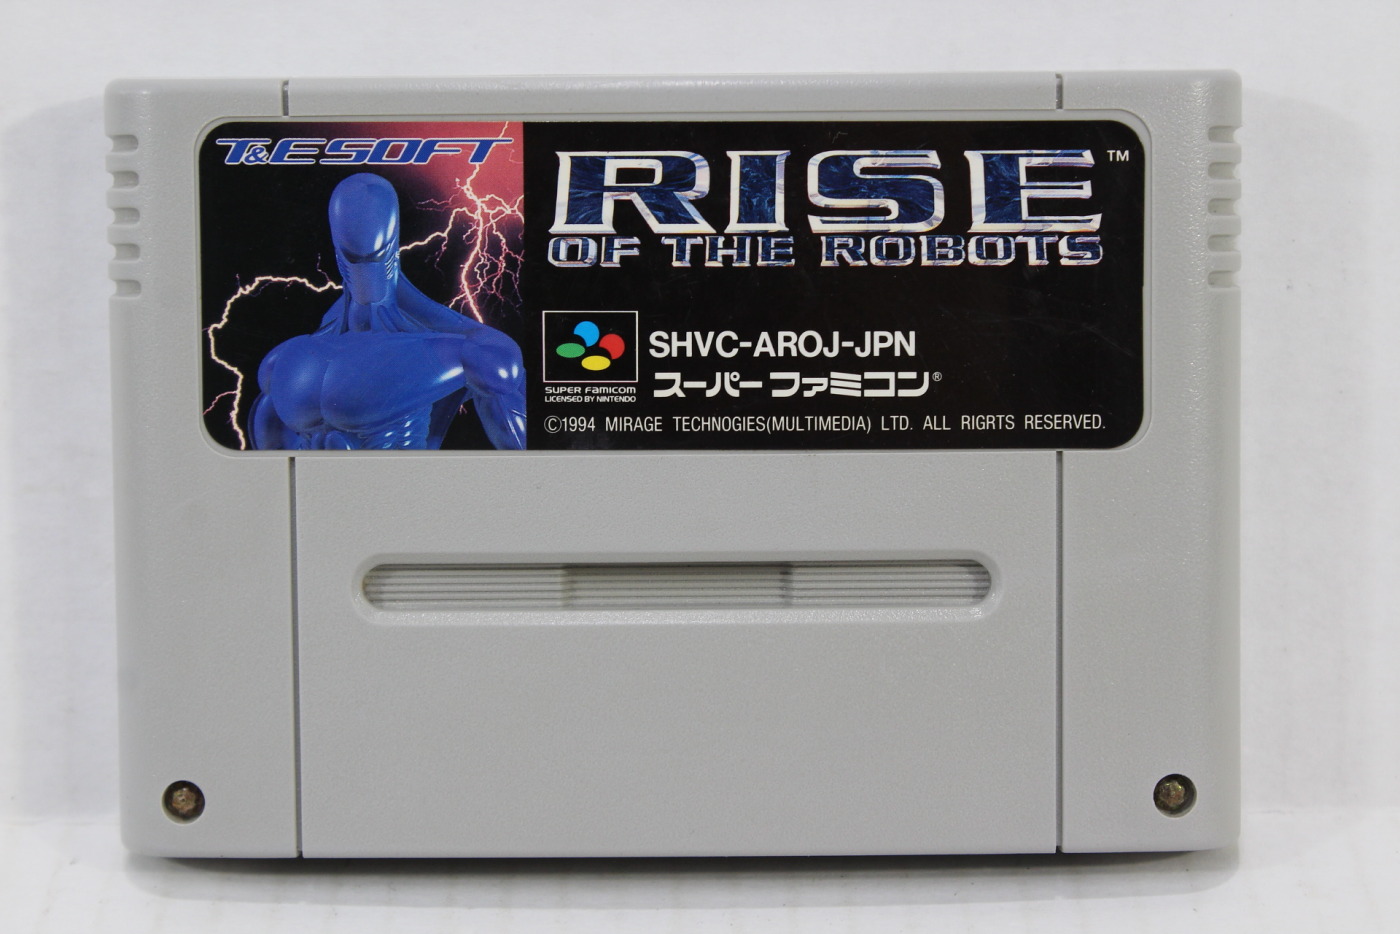 T&E SOFT
RISE™
OF THE ROBOTS
SHVC-AROJ-JPN
スーパーファミコン®
SUPER FAMICOM
LICENSED BY NINTENDO
©1994 MIRAGE TECHNOGIES(MULTIMEDIA) LTD. ALL RIGRTS RESERVED.